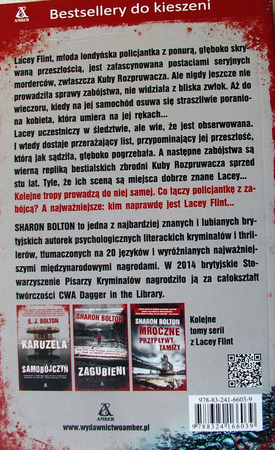 AMBER
Bestsellery do kieszeni
Lacey Flint, młoda londyńska policjantka z ponurą, głęboko skry-
waną przeszłością, jest zafascynowana postaciami seryjnych
morderców, zwłaszcza Kuby Rozpruwacza. Ale nigdy jeszcze nie
prowadziła sprawy zabójstwa, nie widziała z bliska zwłok. Aż do
wieczoru, kiedy na jej samochód osuwa się straszliwie poranio-
na kobieta, która umiera na jej rękach...
Lacey uczestniczy w śledztwie, ale wie, że jest obserwowana.
I wtedy dostaje przerażający list, przypominający jej przeszłość,
którą jak sądziła, głęboko pogrzebała. A następne zabójstwa są
wierną repliką bestialskich zbrodni Kuby Rozpruwacza sprzed
stu lat. Tyle, że ich sceną są miejsca dobrze znane Lacey...
Kolejne tropy prowadzą do niej samej. Co łączy policjantkę z za-
bójcą? A najważniejsze: kim naprawdę jest Lacey Flint...
SHARON BOLTON to jedna z najbardziej znanych i lubianych bry-
tyjskich autorek psychologicznych literackich kryminałów i thril-
lerów, tłumaczonych na 20 języków i wyróżnianych najważniej-
szymi międzynarodowymi nagrodami. W 2014 brytyjskie Sto-
warzyszenie Pisarzy Kryminałów nagrodziło ją za całokształt
twórczości CWA Dagger in the Library.
S. J. BOLTON
KARUZELA
SAMOBÓJCZYŃ
SHARON BOLTON
ZAGUBIENI
SHARON BOLTON
MROCZNE
PRZYPŁYWY
TAMIZY
Kolejne
tomy serii
z Lacey Flint
AMBER
www.wydawnictwoamber.pl
978-83-241-6603-9
9 788324 166039